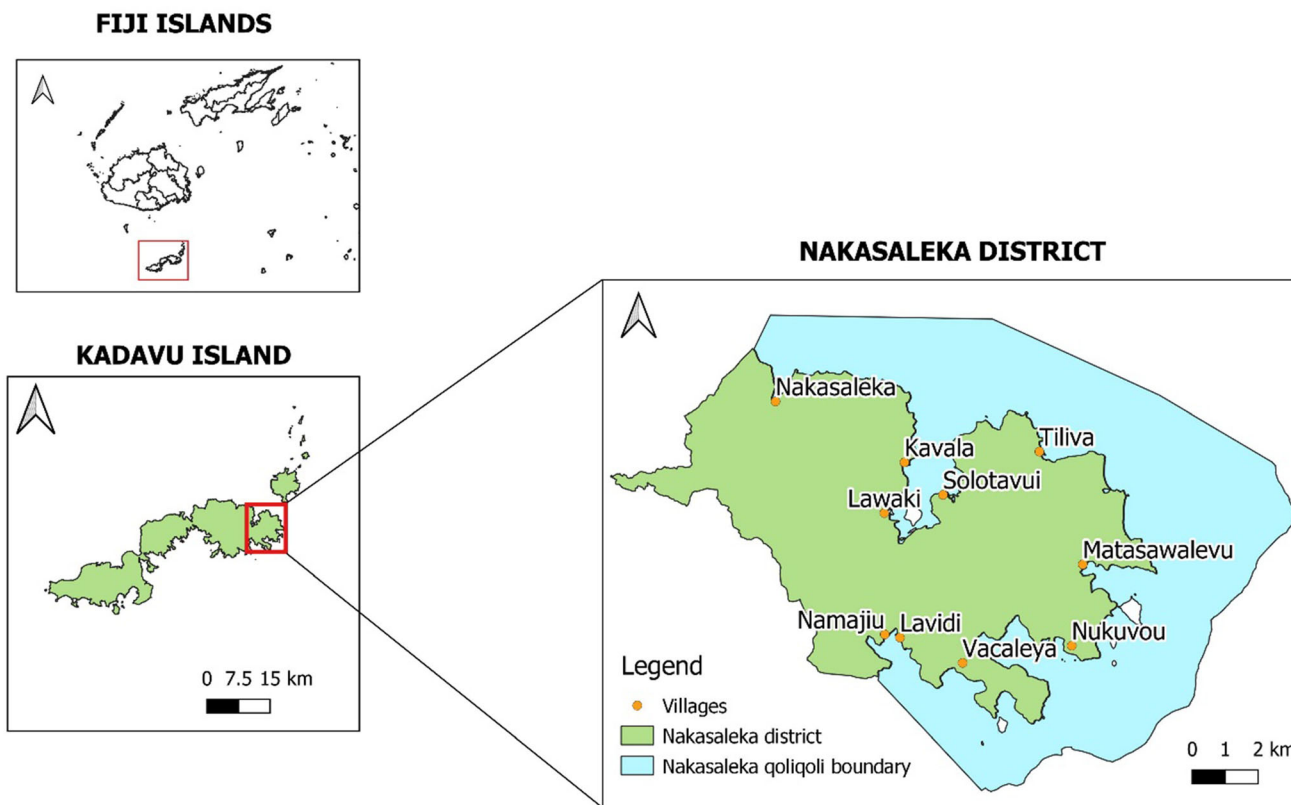 FIJI ISLANDS
KADAVU ISLAND
0 7.5 15 km
NAKASALEKA DISTRICT
Nakasaleka
Kavala
Tiliva
Solotavui
Lawaki
Matasawalevu
Namajiu
Lavidi
Nukuvou
Vacaleya
Legend
Villages
Nakasaleka district
Nakasaleka qoliqoli boundary
0 1 2 km